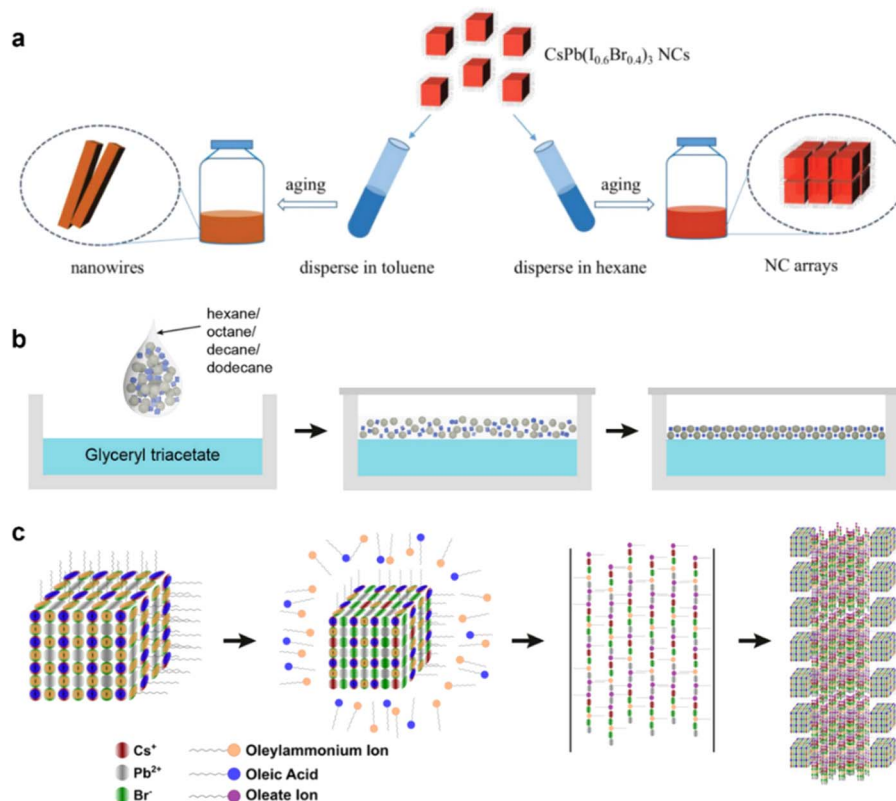 a
CsPb(I₀.₆Br₀.₄)₃ NCs
aging
aging
nanowires
disperse in toluene
disperse in hexane
NC arrays
b
hexane/
octane/
decane/
dodecane
Glyceryl triacetate
c
Cs⁺
Oleylammonium Ion
Pb²⁺
Oleic Acid
Br⁻
Oleate Ion